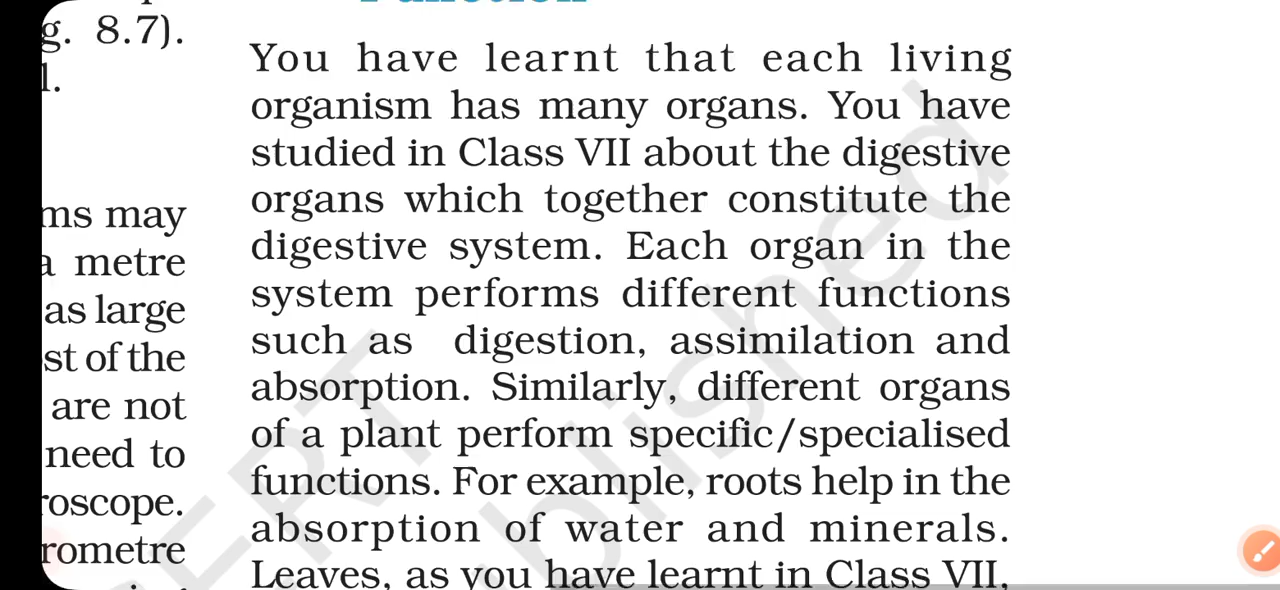 g. 8.7).
l.
ms may
a metre
as large
st of the
are not
need to
roscope.
rometre
Function
You have learnt that each living
organism has many organs. You have
studied in Class VII about the digestive
organs which together constitute the
digestive system. Each organ in the
system performs different functions
such as digestion, assimilation and
absorption. Similarly, different organs
of a plant perform specific/specialised
functions. For example, roots help in the
absorption of water and minerals.
Leaves, as you have learnt in Class VII,